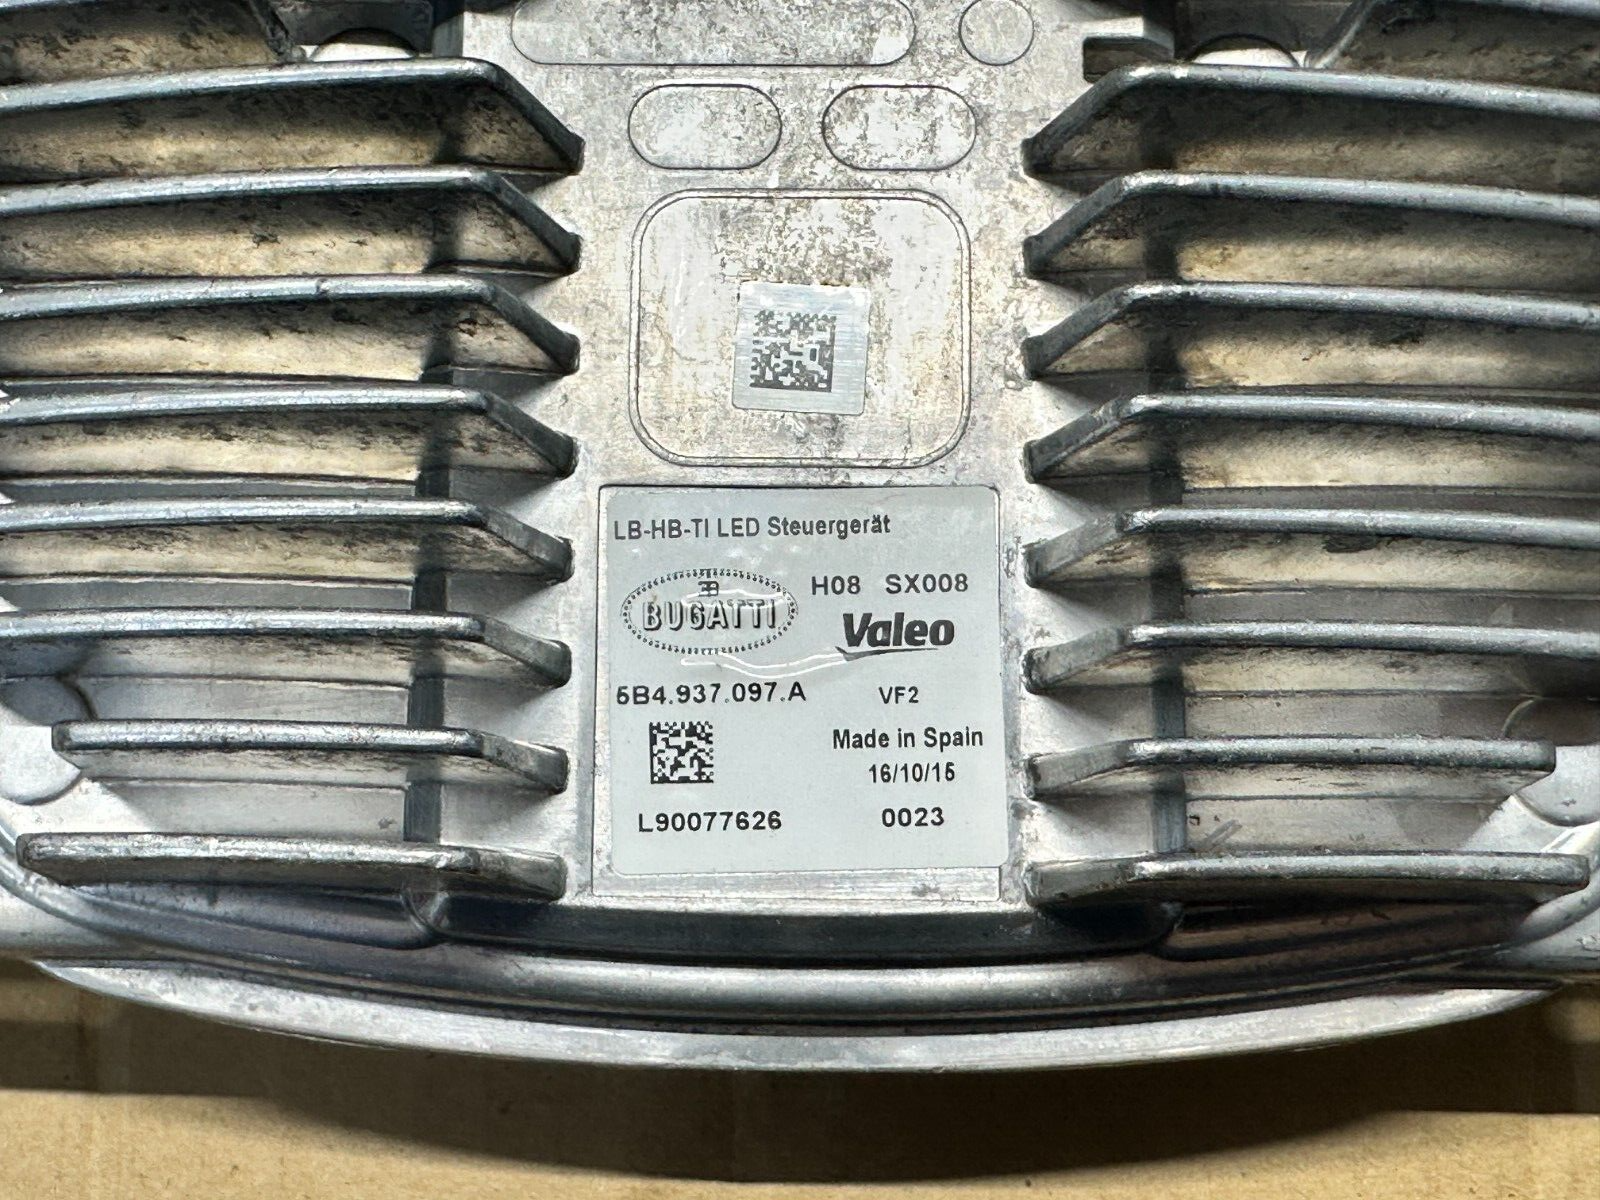 LB-HB-TI LED Steuergerät
EB
BUGATTI
H08 SX008
Valeo
5B4.937.097.A VF2
Made in Spain
16/10/15
L90077626 0023